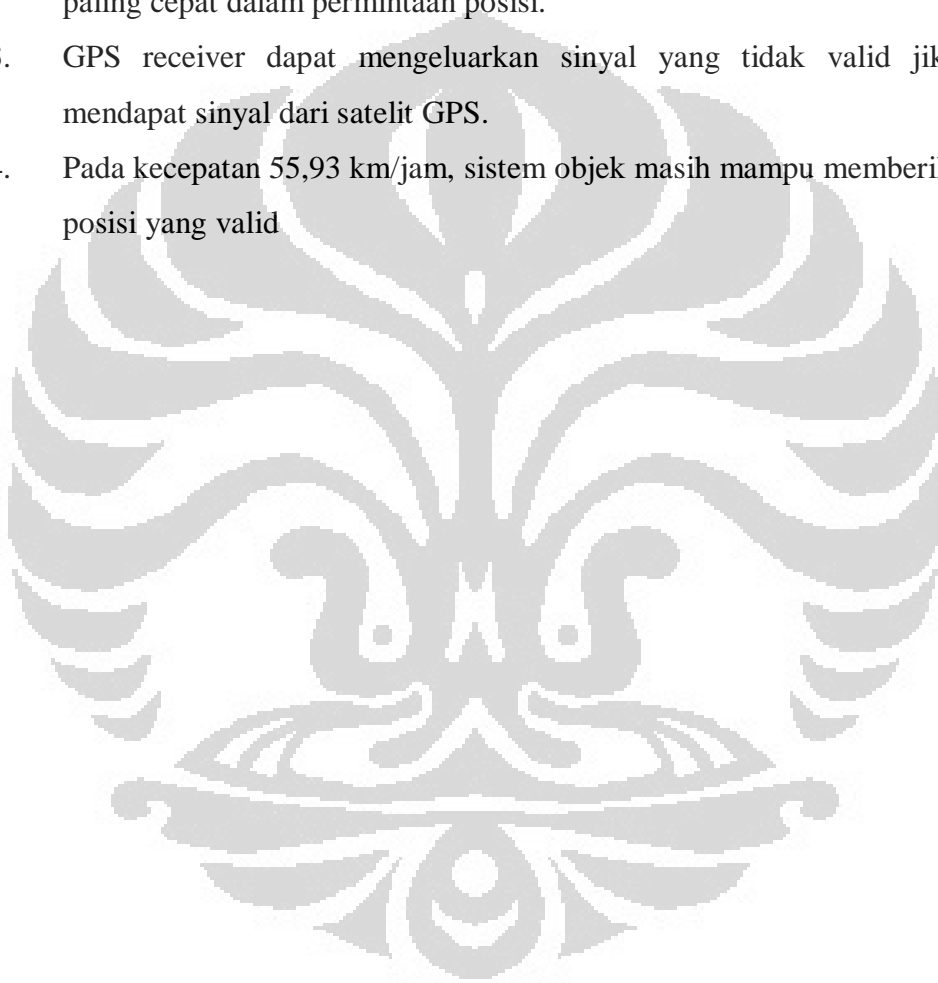 paling cepat dalam permintaan posisi.
GPS receiver dapat mengeluarkan sinyal yang tidak valid
mendapat sinyal dari satelit GPS.
Pada kecepatan 55,93 km/jam, sistem objek masih mampu
posisi yang valid